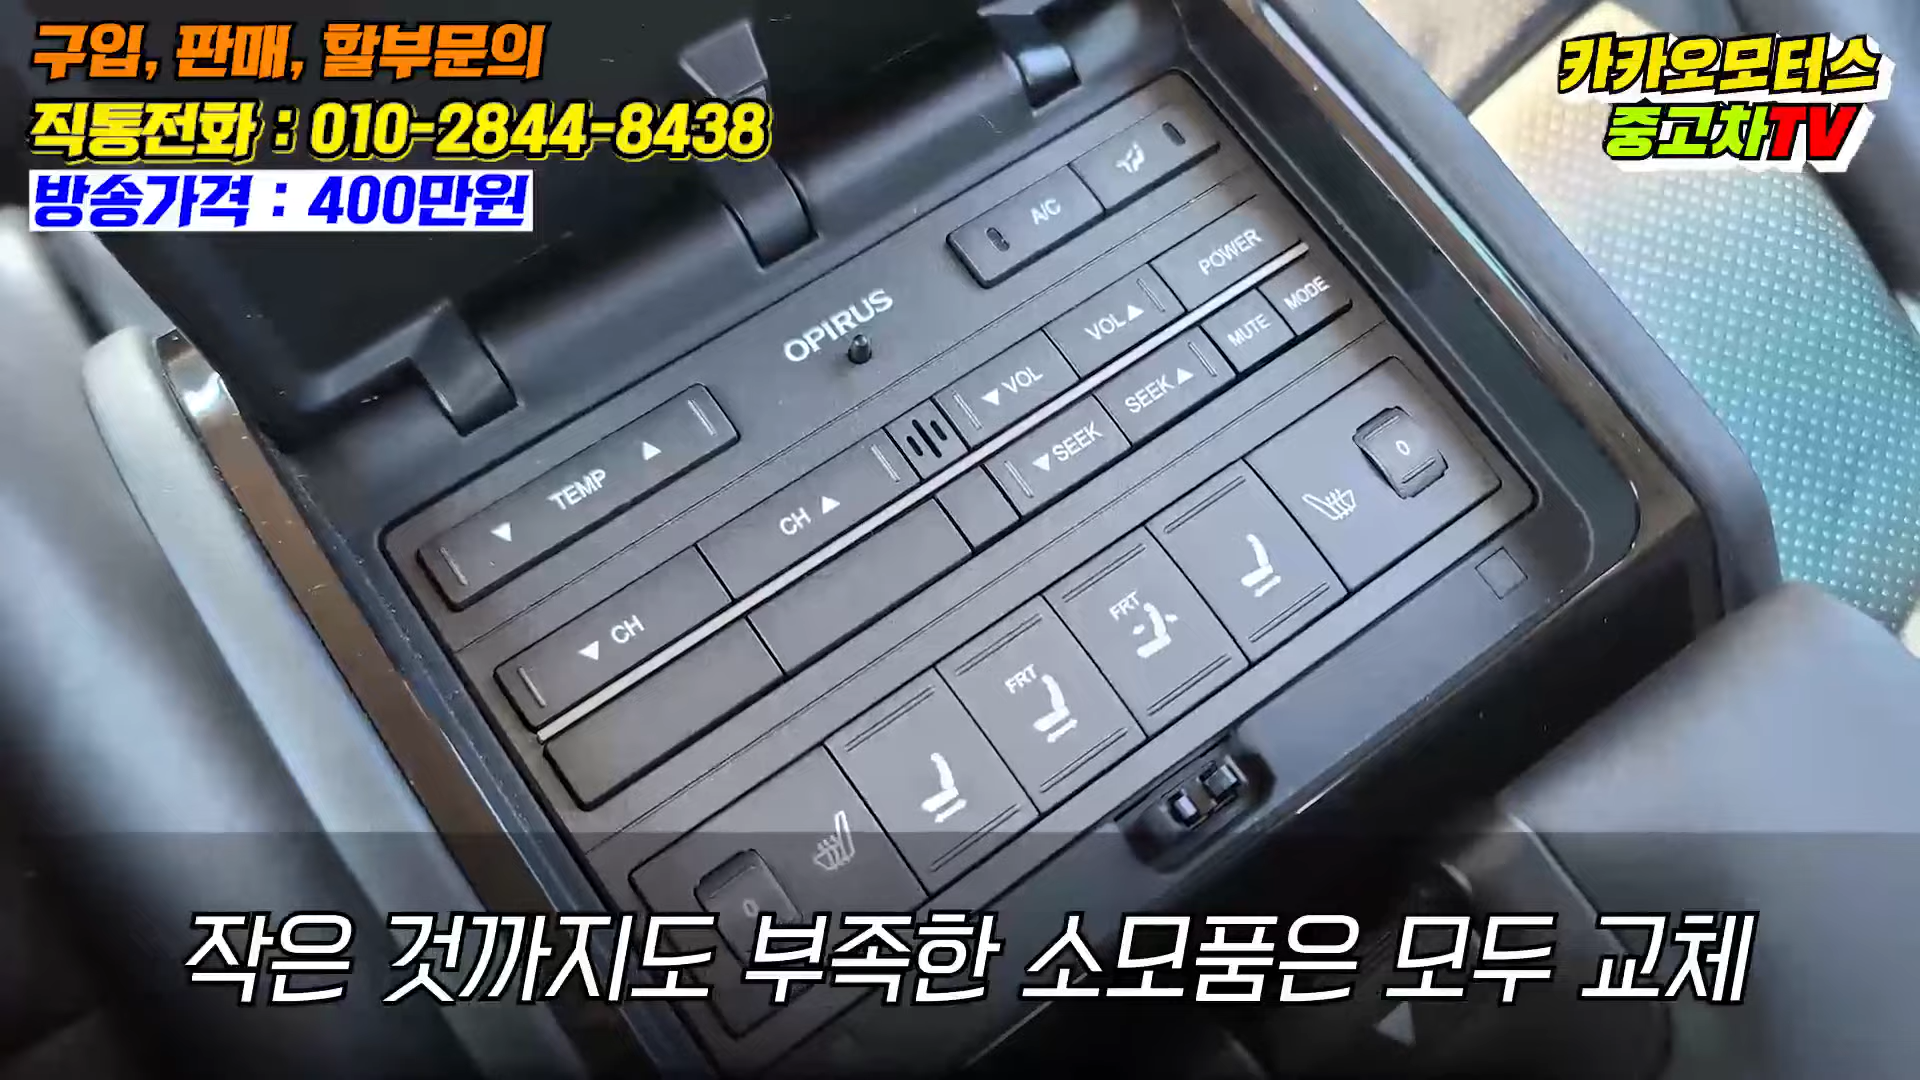 구입, 판매, 할부문의
직통전화 : 010-2844-8438
방송가격 : 400만원
카카오모터스
중고차TV
A/C
OPIRUS
▼ TEMP ▲
▼ CH
CH ▲
▼ VOL
VOL ▲
POWER
▼ SEEK
SEEK ▲
MUTE
MODE
0
FRT
FRT
0
작은 것까지도 부족한 소모품은 모두 교체